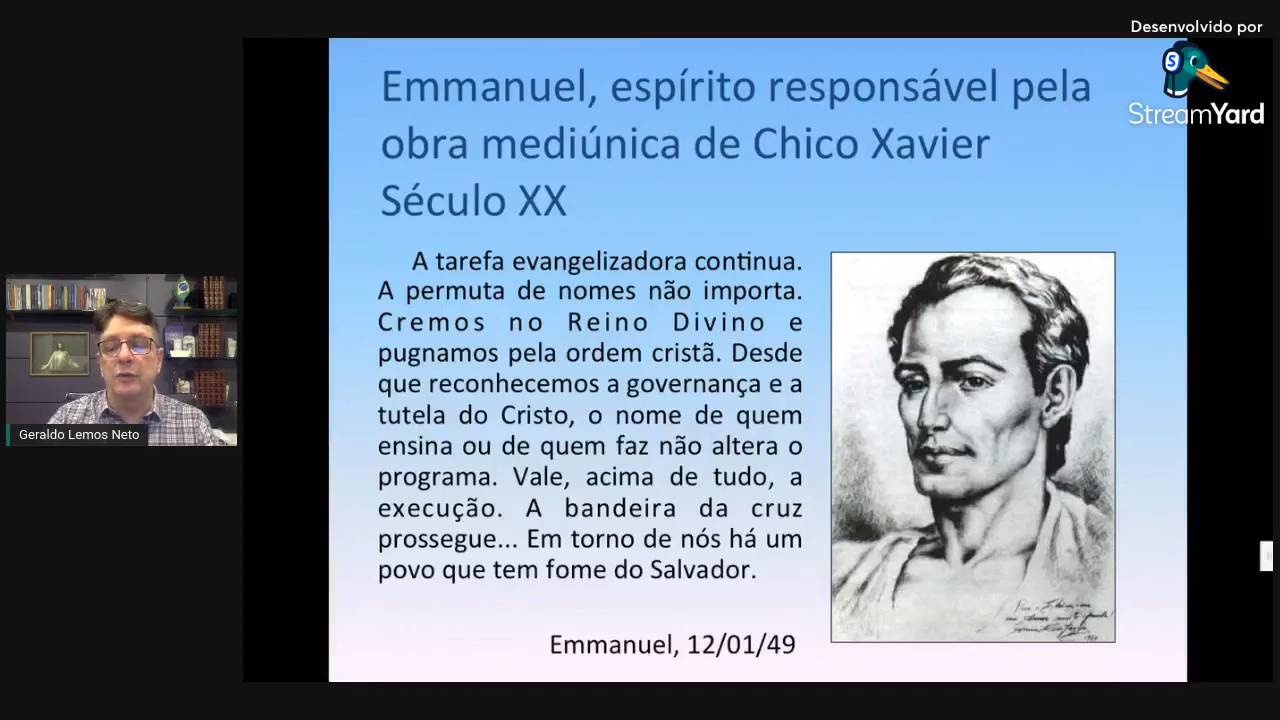 Desenvolvido por
StreamYard
Emmanuel, espírito responsável pela
obra mediúnica de Chico Xavier
Século XX
A tarefa evangelizadora continua.
A permuta de nomes não importa.
Cremos no Reino Divino e
pugnamos pela ordem cristã. Desde
que reconhecemos a governança e a
tutela do Cristo, o nome de quem
ensina ou de quem faz não altera o
programa. Vale, acima de tudo, a
execução. A bandeira da cruz
prossegue... Em torno de nós há um
povo que tem fome do Salvador.
Emmanuel, 12/01/49
Geraldo Lemos Neto